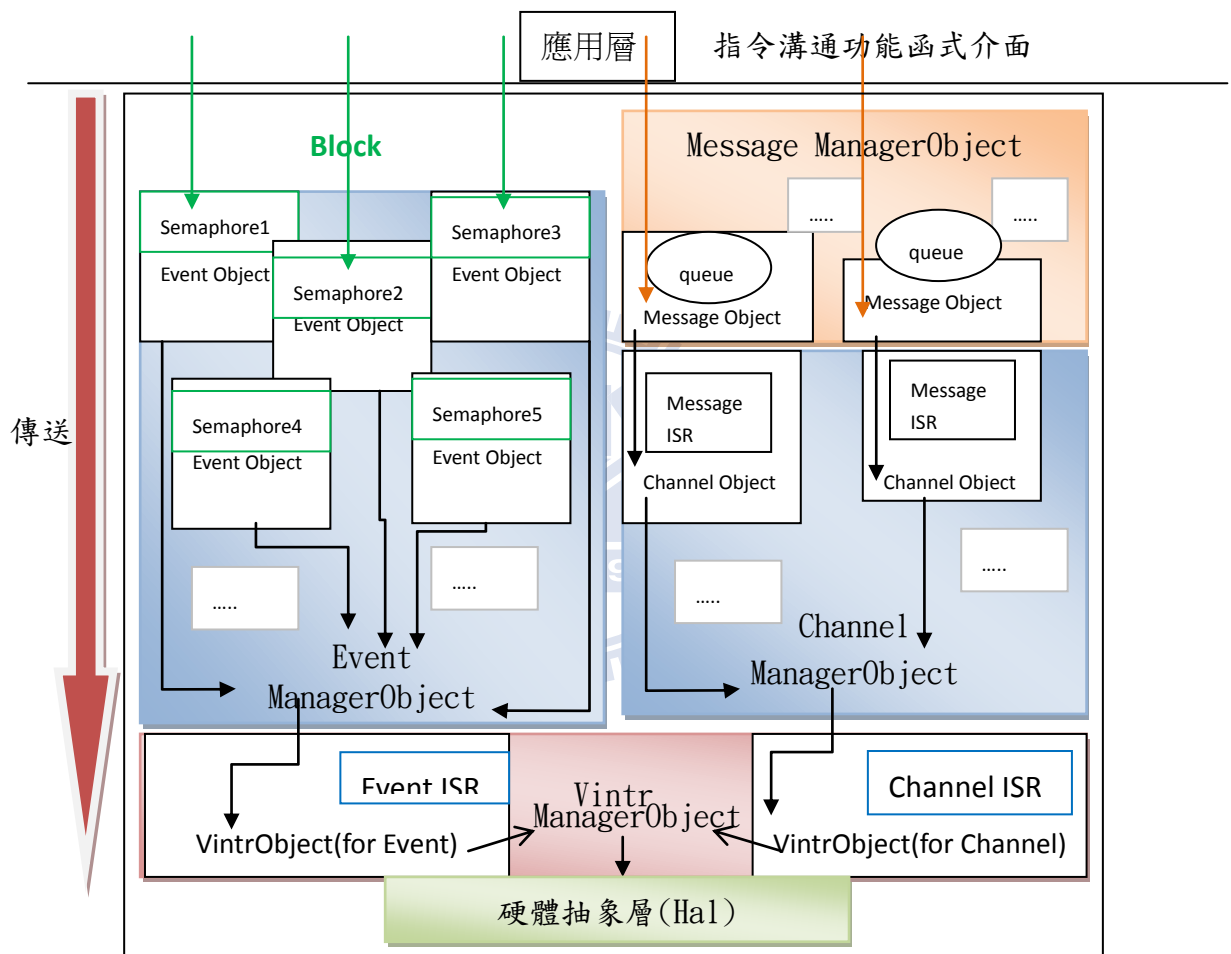 應用層
指令溝通功能函式介面
Block
Message ManagerObject
.....
.....
Semaphore1
Event Object
Semaphore2
Event Object
Semaphore3
Event Object
queue
Message Object
queue
Message Object
傳送
Semaphore4
Event Object
Semaphore5
Event Object
Message
ISR
Channel Object
Message
ISR
Channel Object
.....
.....
.....
.....
Event
ManagerObject
Channel
ManagerObject
Event ISR
VintrObject(for Event)
Vintr
ManagerObject
Channel ISR
VintrObject(for Channel)
硬體抽象層(Hal)